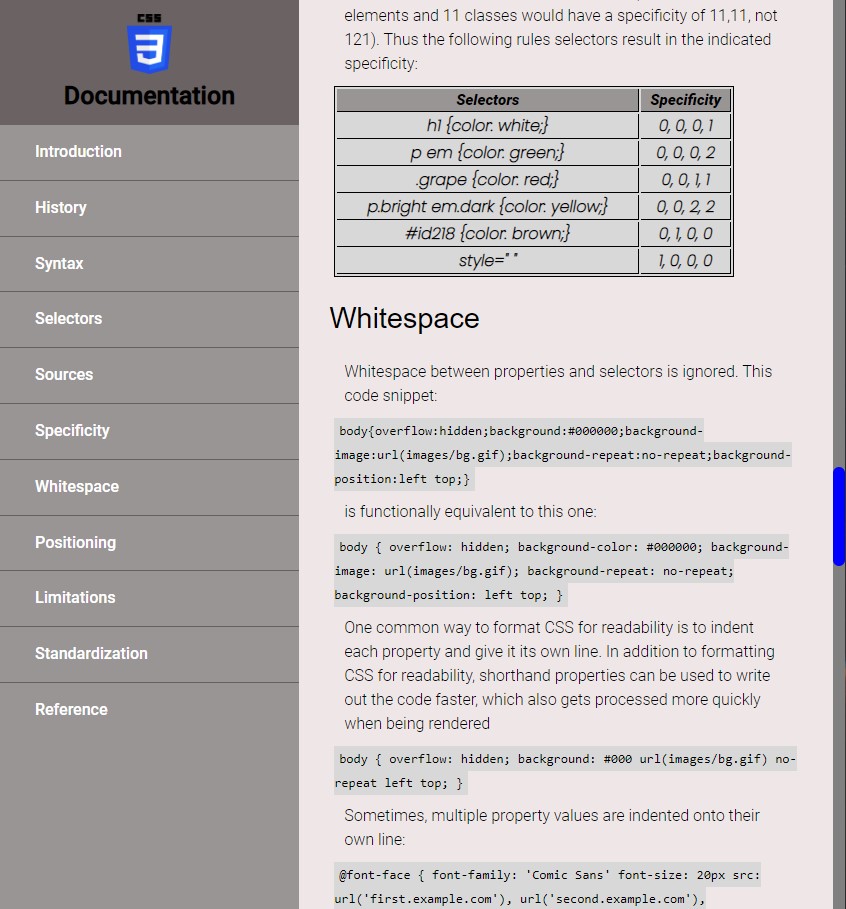 CSS
Documentation
Introduction
History
Syntax
Selectors
Sources
Specificity
Whitespace
Positioning
Limitations
Standardization
Reference
elements and 11 classes would have a specificity of 11,11, not
121). Thus the following rules selectors result in the indicated
specificity:
Selectors Specificity
h1 {color: white;} 0, 0, 0, 1
p em {color: green;} 0, 0, 0, 2
.grape {color: red;} 0, 0, 1, 1
p.bright em.dark {color: yellow;} 0, 0, 2, 2
#id218 {color: brown;} 0, 1, 0, 0
style=" " 1, 0, 0, 0
Whitespace
Whitespace between properties and selectors is ignored. This
code snippet:
body{overflow:hidden;background:#000000;background-
image:url(images/bg.gif);background-repeat:no-repeat;background-
position:left top;}
is functionally equivalent to this one:
body { overflow: hidden; background-color: #000000; background-
image: url(images/bg.gif); background-repeat: no-repeat;
background-position: left top; }
One common way to format CSS for readability is to indent
each property and give it its own line. In addition to formatting
CSS for readability, shorthand properties can be used to write
out the code faster, which also gets processed more quickly
when being rendered
body { overflow: hidden; background: #000 url(images/bg.gif) no-
repeat left top; }
Sometimes, multiple property values are indented onto their
own line:
@font-face { font-family: 'Comic Sans' font-size: 20px src:
url('first.example.com'), url('second.example.com'),